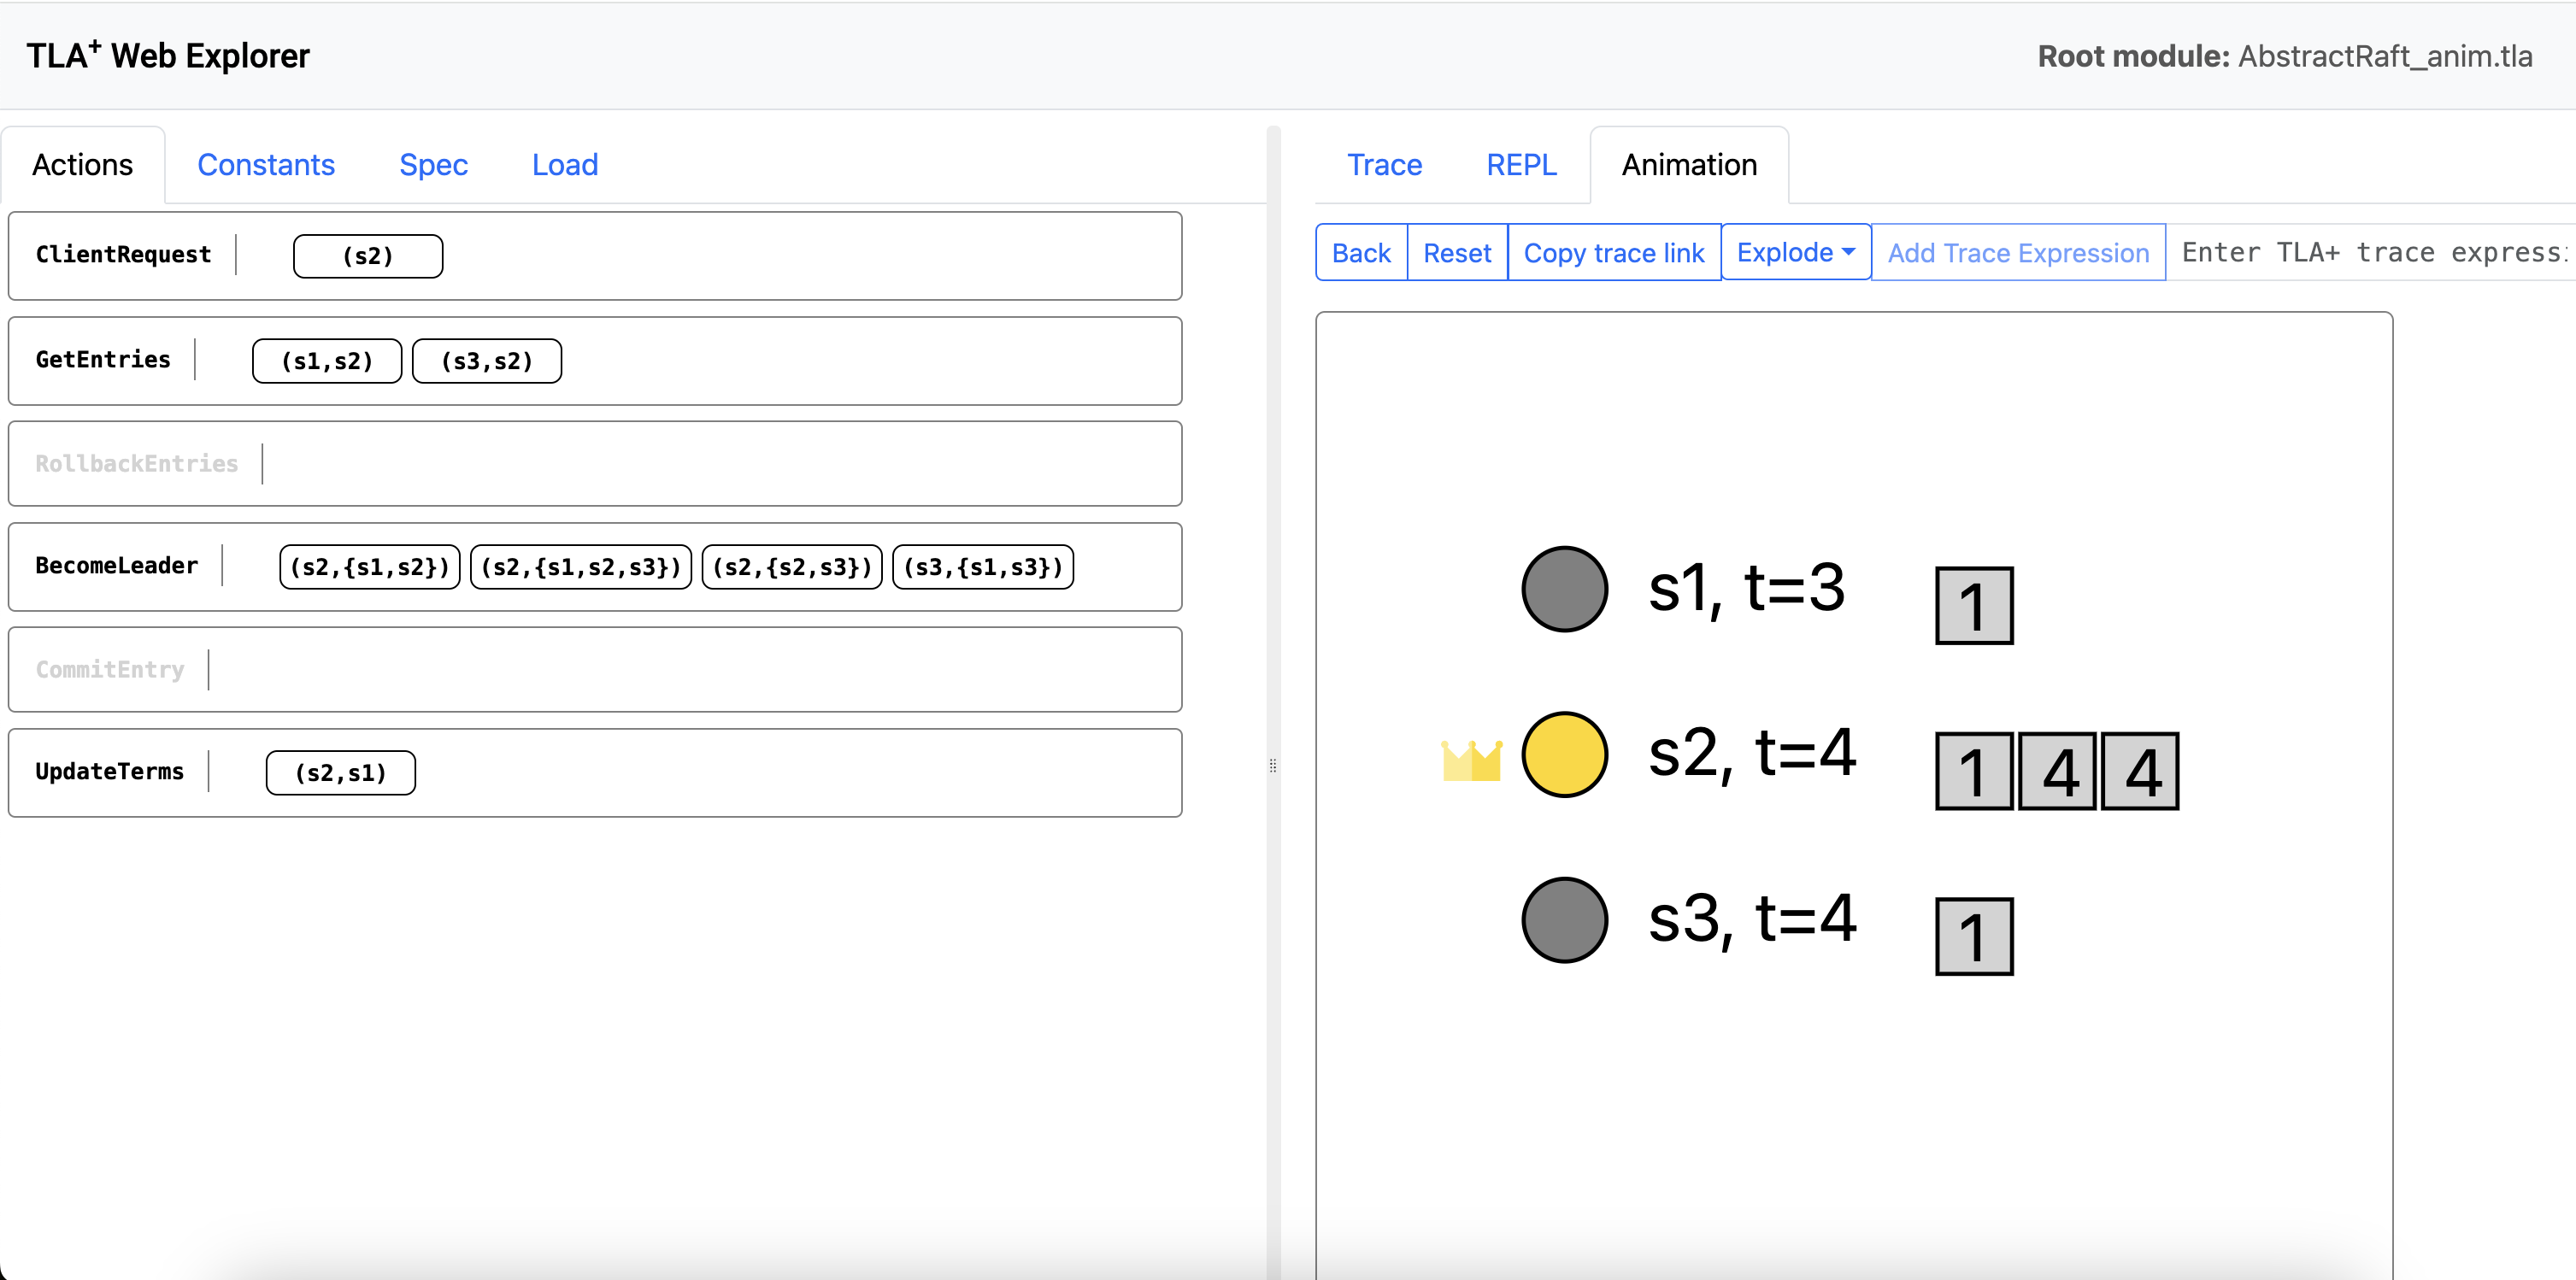 TLA+ Web Explorer
Root module: AbstractRaft_anim.tla
Actions Constants Spec Load
ClientRequest (s2)
GetEntries (s1,s2) (s3,s2)
RollbackEntries
BecomeLeader (s2,{s1,s2}) (s2,{s1,s2,s3}) (s2,{s2,s3}) (s3,{s1,s3})
CommitEntry
UpdateTerms (s2,s1)
Trace REPL Animation
Back Reset Copy trace link Explode Add Trace Expression Enter TLA+ trace
s1, t=3 1
s2, t=4 1 4 4
s3, t=4 1